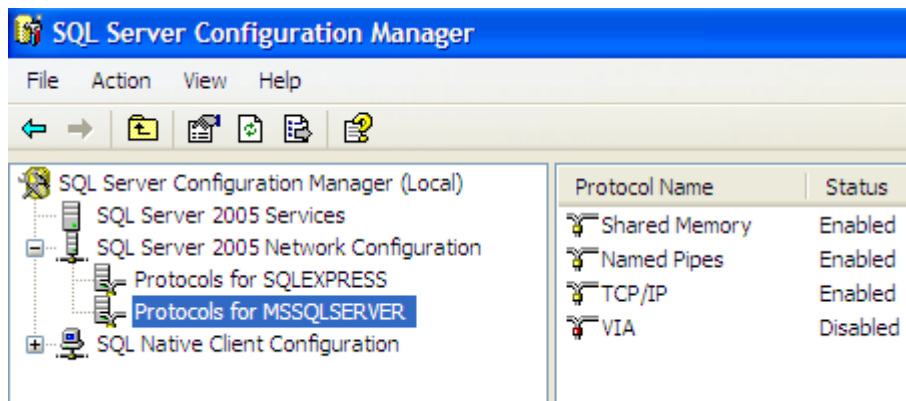 SQL Server Configuration Manager
File Action View Help
SQL Server Configuration Manager (Local)
SQL Server 2005 Services
SQL Server 2005 Network Configuration
Protocols for SQLEXPRESS
Protocols for MSSQLSERVER
SQL Native Client Configuration
Protocol Name Status
Shared Memory Enabled
Named Pipes Enabled
TCP/IP Enabled
VIA Disabled